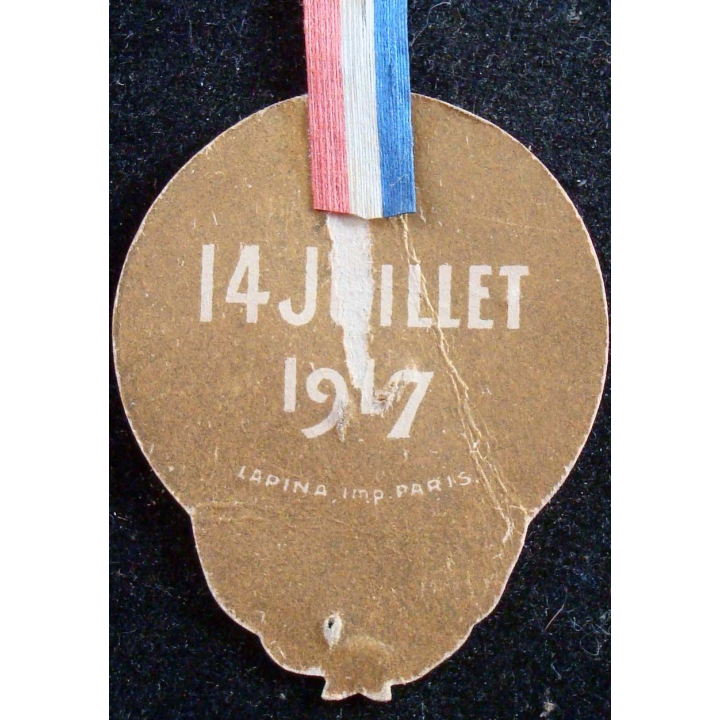 14 JUILLET
1917
LAPINA, imp. PARIS.